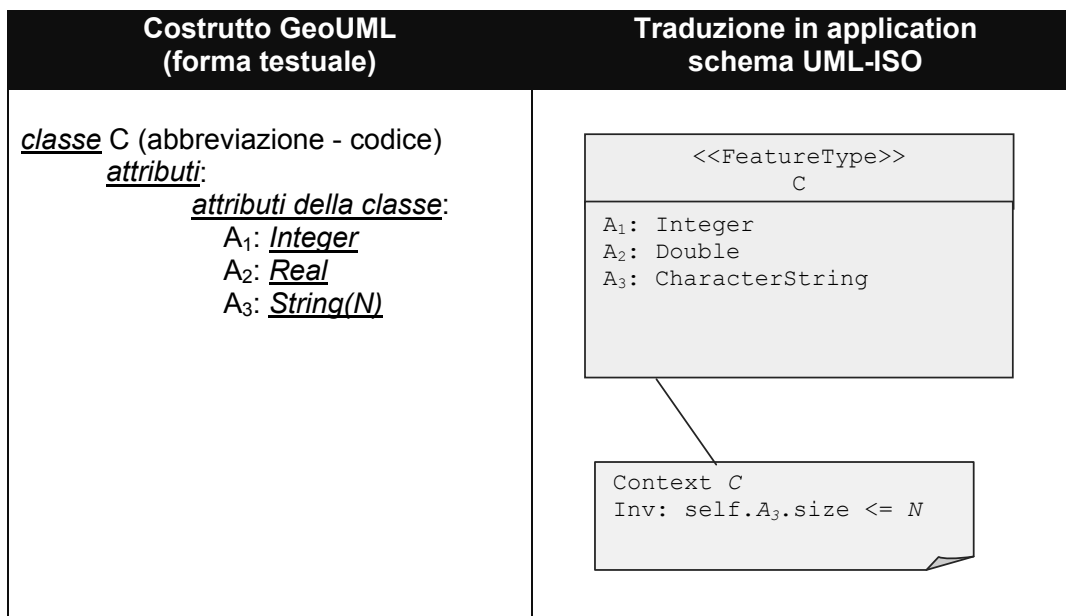 Costrutto GeoUML
(forma testuale)
Traduzione in application
schema UML-ISO
classe C (abbreviazione - codice)
attributi:
attributi della classe:
A₁: Integer
A₂: Real
A₃: String(N)
<<FeatureType>>
C
A₁: Integer
A₂: Double
A₃: CharacterString
Context C
Inv: self.A₃.size <= N